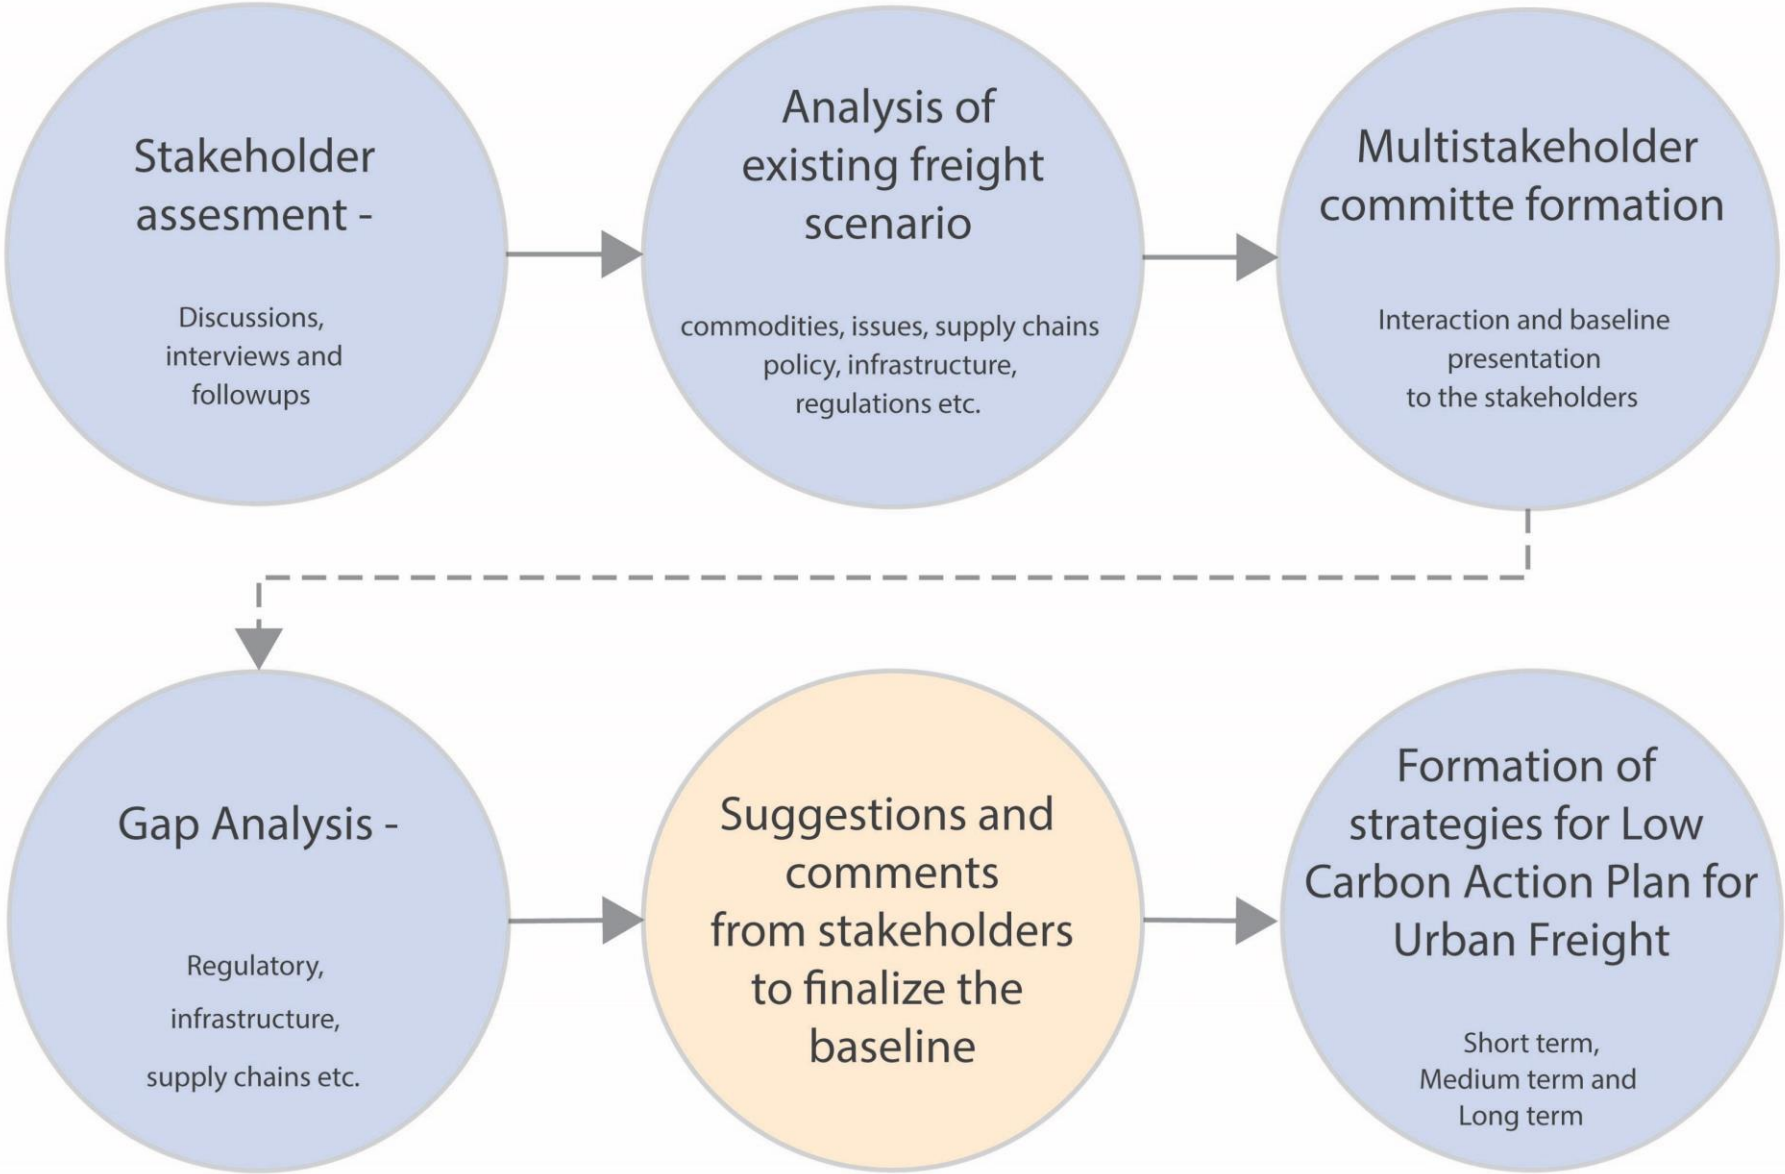 Stakeholder
assesment -
Discussions,
interviews and
followups
Analysis of
existing freight
scenario
commodities, issues, supply chains
policy, infrastructure,
regulations etc.
Multistakeholder
committe formation
Interaction and baseline
presentation
to the stakeholders
Gap Analysis -
Regulatory,
infrastructure,
supply chains etc.
Suggestions and
comments
from stakeholders
to finalize the
baseline
Formation of
strategies for Low
Carbon Action Plan for
Urban Freight
Short term,
Medium term and
Long term